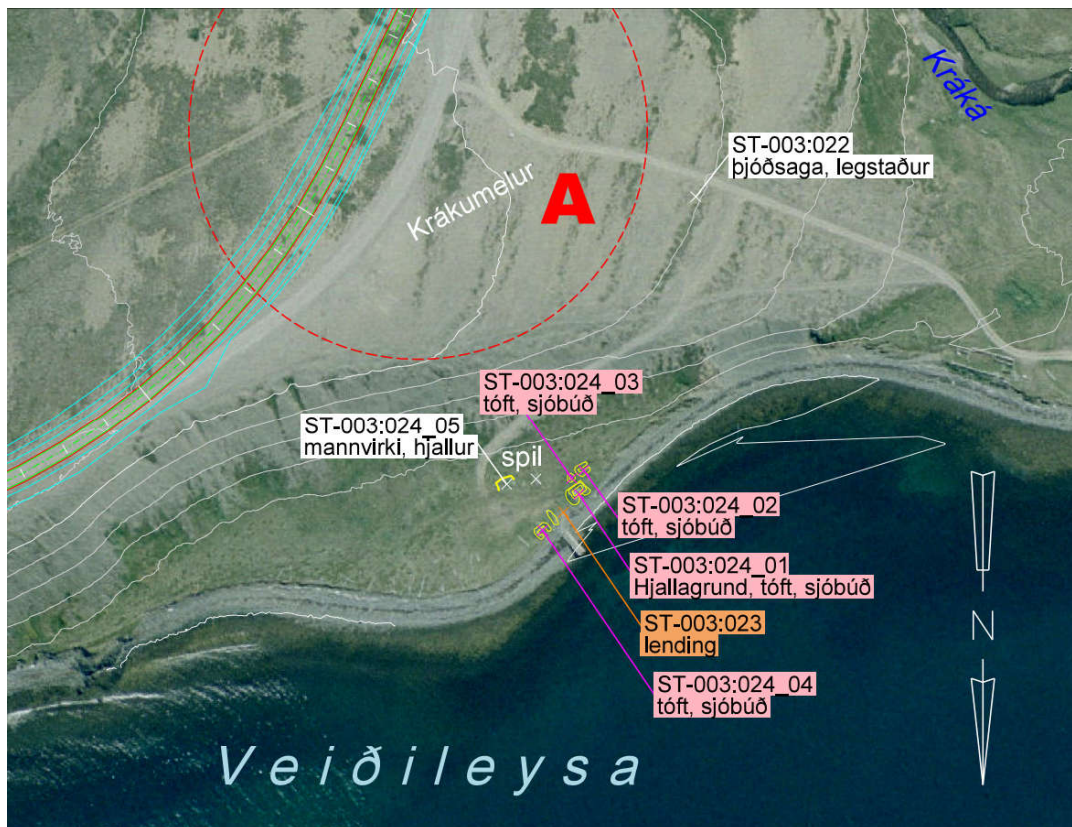 Kráká
ST-003:022
þjóðsaga, legstaður
Krákumelur
A
ST-003:024_03
tóft, sjóbúð
ST-003:024_05
mannvirki, hjallur
spil
ST-003:024_02
tóft, sjóbúð
ST-003:024_01
Hjallagrund, tóft, sjóbúð
ST-003:023
lending
N
ST-003:024_04
tóft, sjóbúð
Veiðileysa